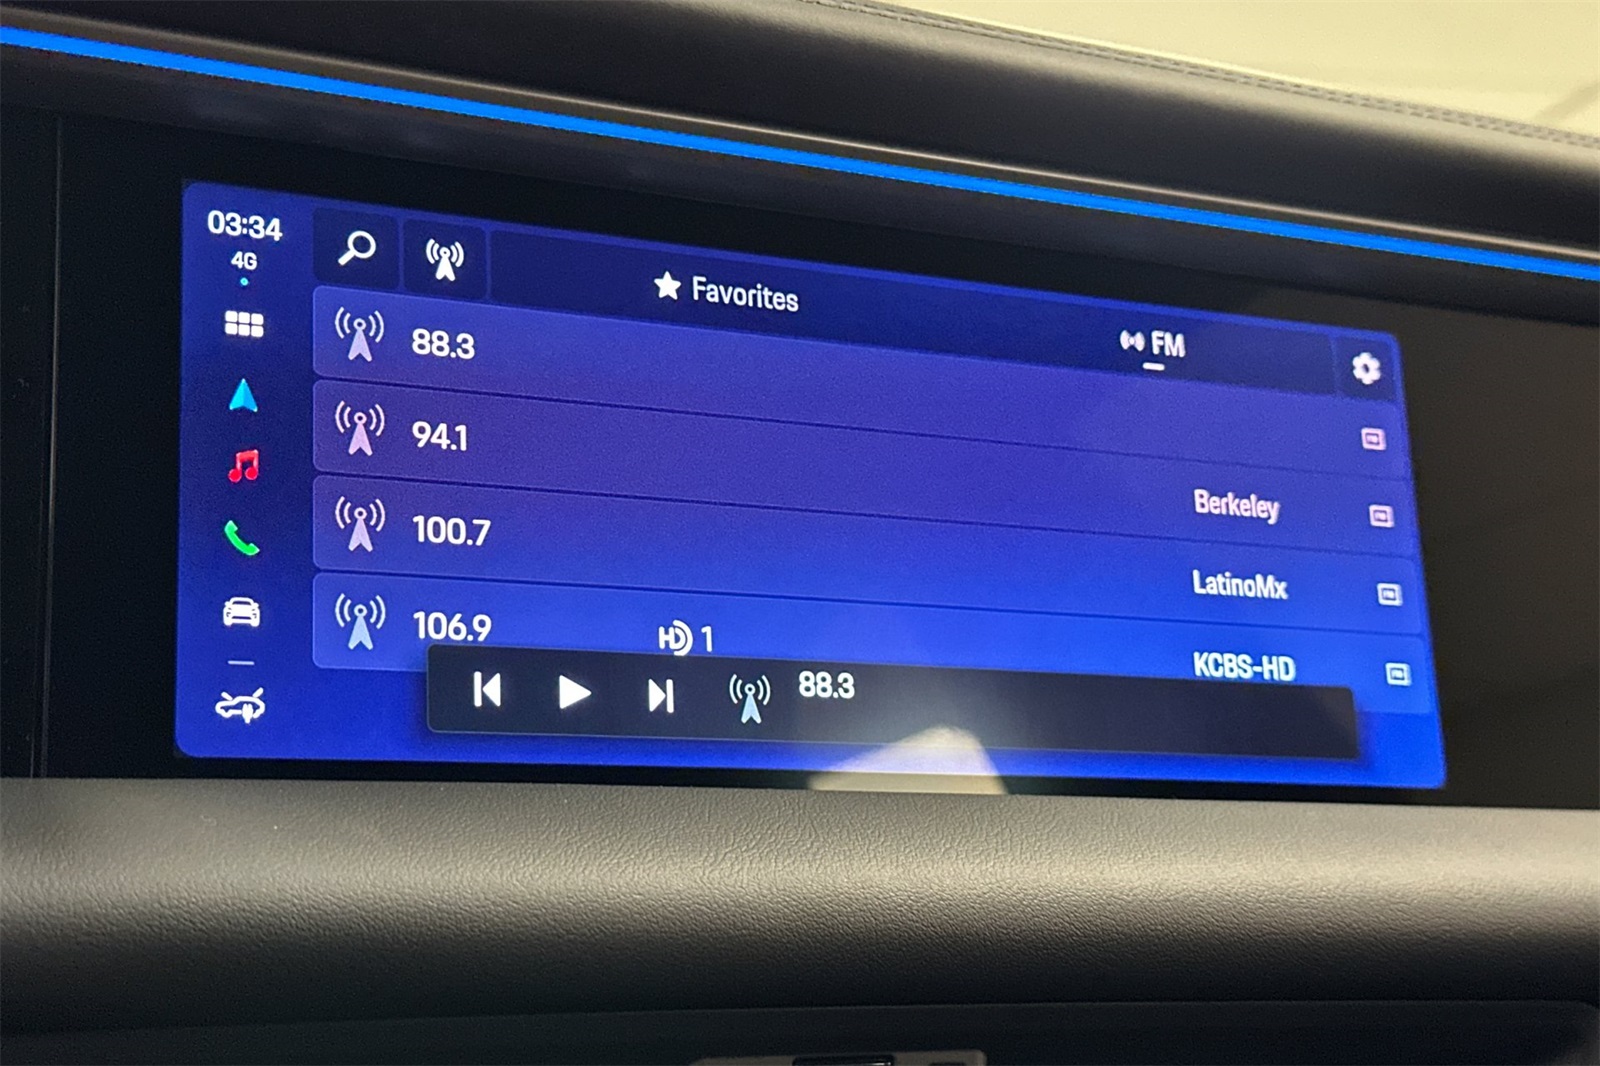 03:34
4G
Favorites
FM
88.3
94.1
Berkeley
100.7
LatinoMx
106.9
HD 1
KCBS-HD
88.3